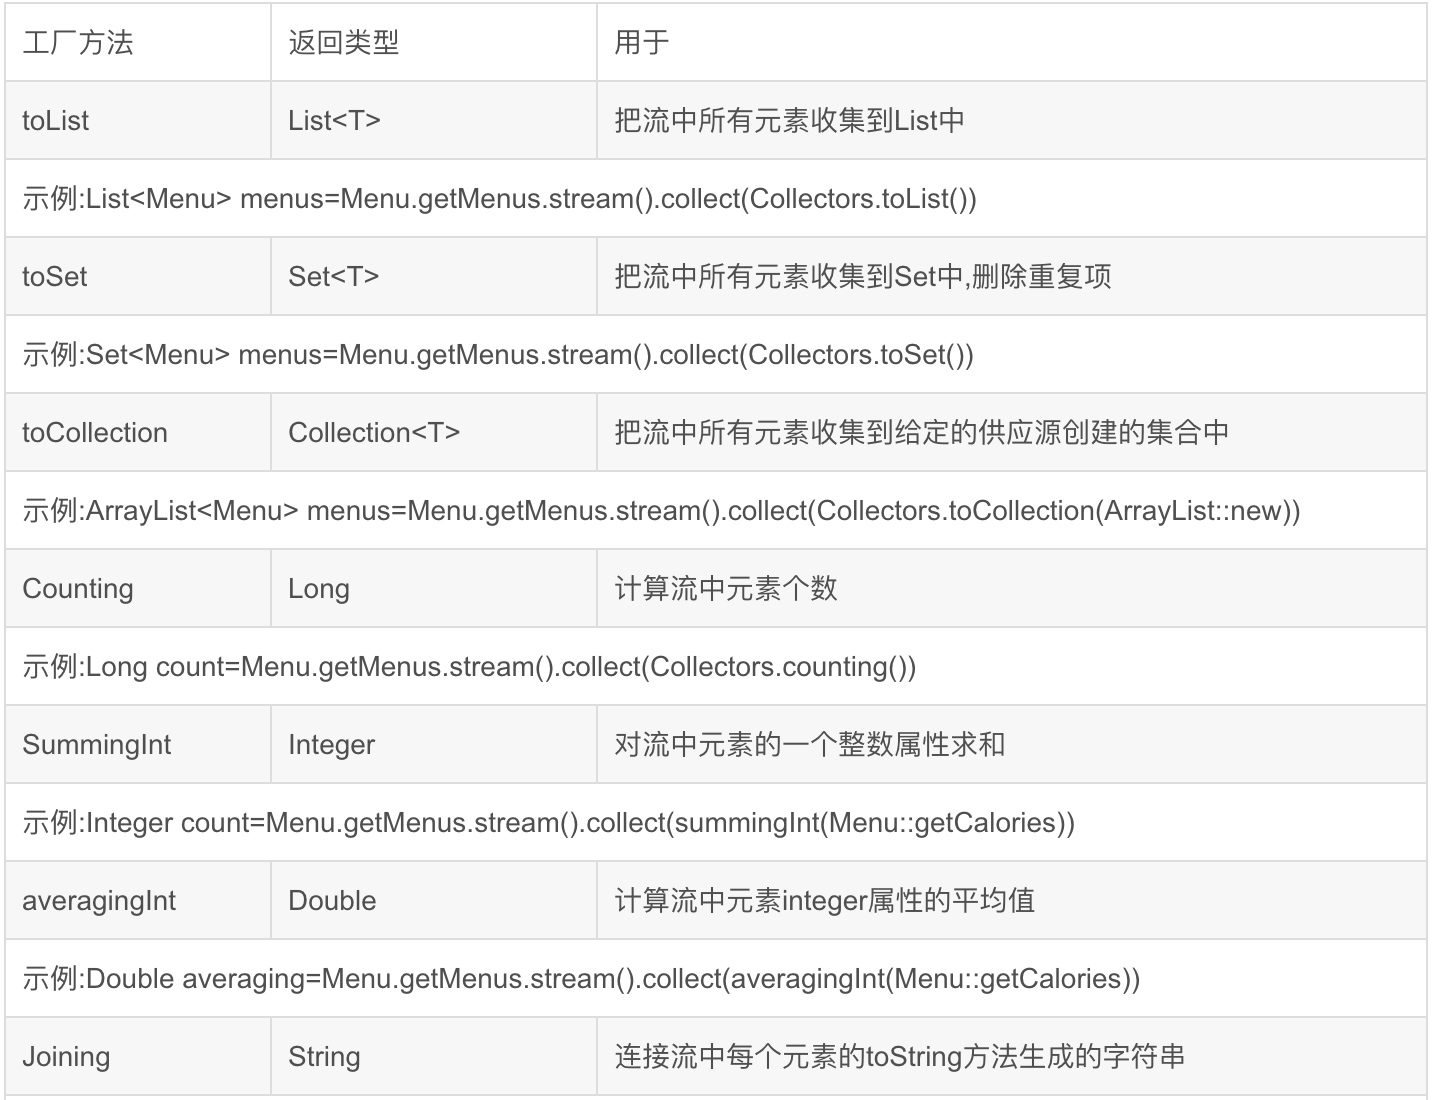 工厂方法 返回类型 用于
toList List<T> 把流中所有元素收集到List中
示例:List<Menu> menus=Menu.getMenus.stream().collect(Collectors.toList())
toSet Set<T> 把流中所有元素收集到Set中,删除重复项
示例:Set<Menu> menus=Menu.getMenus.stream().collect(Collectors.toSet())
toCollection Collection<T> 把流中所有元素收集到给定的供应源创建的集合中
示例:ArrayList<Menu> menus=Menu.getMenus.stream().collect(Collectors.toCollection(ArrayList::new))
Counting Long 计算流中元素个数
示例:Long count=Menu.getMenus.stream().collect(Collectors.counting())
SummingInt Integer 对流中元素的一个整数属性求和
示例:Integer count=Menu.getMenus.stream().collect(summingInt(Menu::getCalories))
averagingInt Double 计算流中元素integer属性的平均值
示例:Double averaging=Menu.getMenus.stream().collect(averagingInt(Menu::getCalories))
Joining String 连接流中每个元素的toString方法生成的字符串